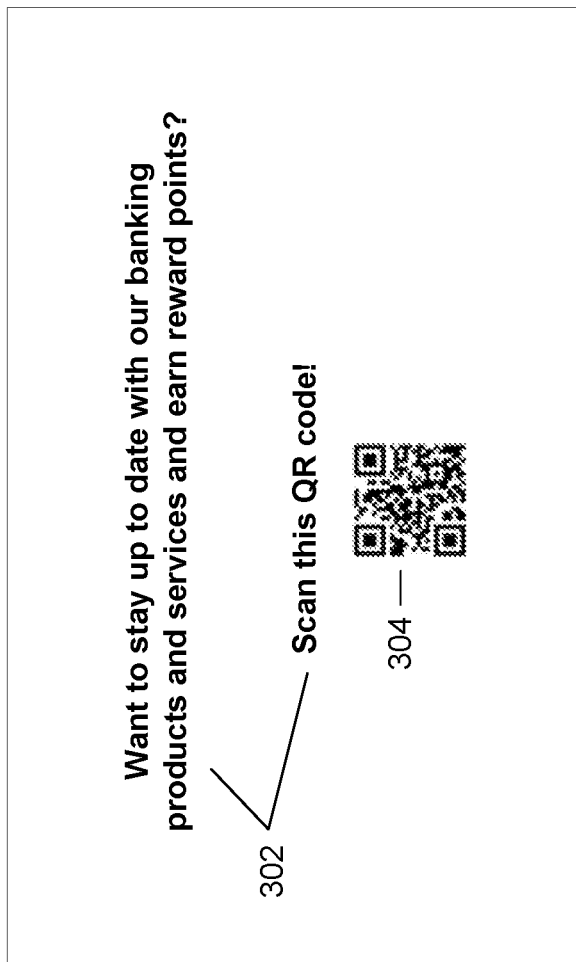 Want to stay up to date with our banking
products and services and earn reward points?
Scan this QR code!
302
304